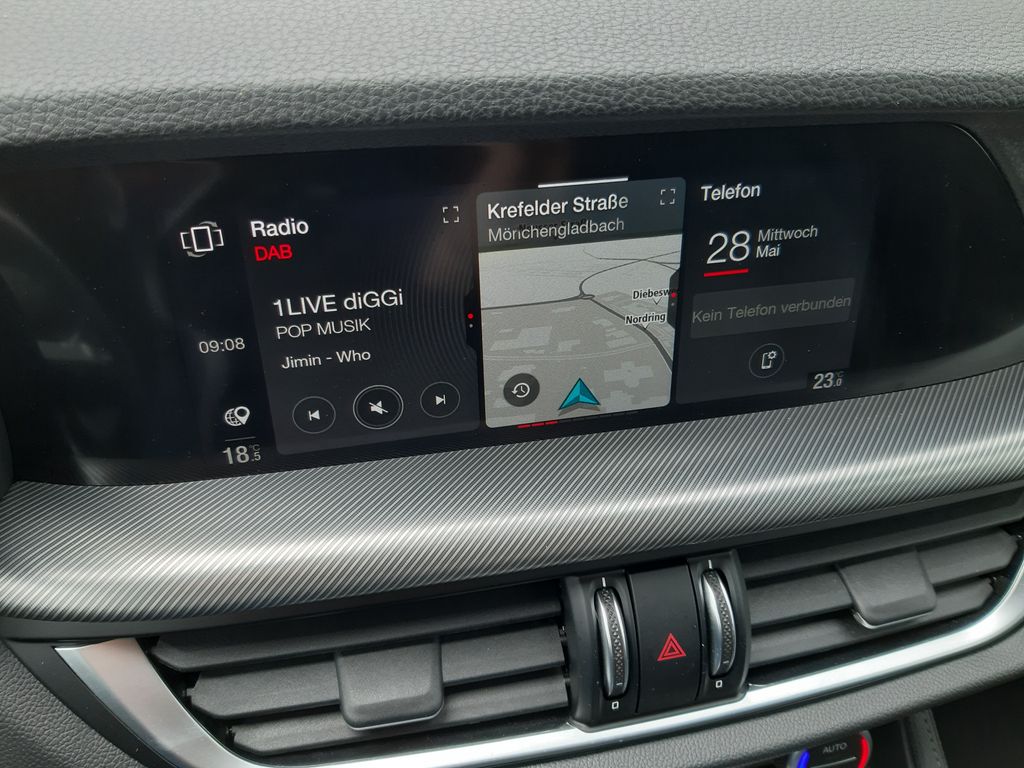 Radio
DAB
1LIVE diGGi
POP MUSIK
Jimin - Who
09:08
18.5°C
Krefelder Straße
Mönchengladbach
Diebesw
Nordring
Telefon
28
Mittwoch
Mai
Kein Telefon verbunden
23.0°C
AUTO